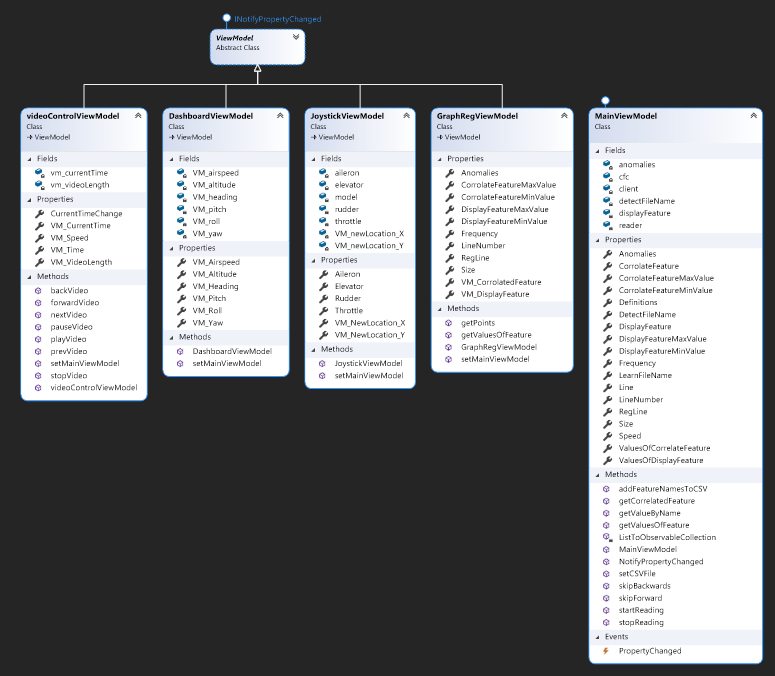 INotifyPropertyChanged
ViewModel
Abstract Class
videoControlViewModel
Class
ViewModel
Fields
vm_currentTime
vm_videoLength
Properties
CurrentTimeChange
VM_CurrentTime
VM_Speed
VM_Time
VM_VideoLength
Methods
backVideo
forwardVideo
nextVideo
pauseVideo
playVideo
prevVideo
setMainViewModel
stopVideo
videoControlViewModel
DashboardViewModel
Class
ViewModel
Fields
VM_airspeed
VM_altitude
VM_heading
VM_pitch
VM_roll
VM_yaw
Properties
VM_Airspeed
VM_Altitude
VM_Heading
VM_Pitch
VM_Roll
VM_Yaw
Methods
DashboardViewModel
setMainViewModel
JoystickViewModel
Class
ViewModel
Fields
aileron
elevator
model
rudder
throttle
VM_newLocation_X
VM_newLocation_Y
Properties
Aileron
Elevator
Rudder
Throttle
VM_NewLocation_X
VM_NewLocation_Y
Methods
JoystickViewModel
setMainViewModel
GraphRegViewModel
Class
ViewModel
Properties
Anomalies
CorrolateFeatureMaxValue
CorrolateFeatureMinValue
DisplayFeatureMaxValue
DisplayFeatureMinValue
Frequency
LineNumber
RegLine
Size
VM_CorrolatedFeature
VM_DisplayFeature
Methods
getPoints
getValuesOfFeature
GraphRegViewModel
setMainViewModel
MainViewModel
Class
Fields
anomalies
cfc
client
detectFileName
displayFeature
reader
Properties
Anomalies
CorrolateFeature
CorrolateFeatureMaxValue
CorrolateFeatureMinValue
Definitions
DetectFileName
DisplayFeature
DisplayFeatureMaxValue
DisplayFeatureMinValue
Frequency
LearnFileName
Line
LineNumber
RegLine
Size
Speed
ValuesOfCorrelateFeature
ValuesOfDisplayFeature
Methods
addFeatureNamesToCSV
getCorrelatedFeature
getValueByName
getValuesOfFeature
ListToObservableCollection
MainViewModel
NotifyPropertyChanged
setCSVFile
skipBackwards
skipForward
startReading
stopReading
Events
PropertyChanged